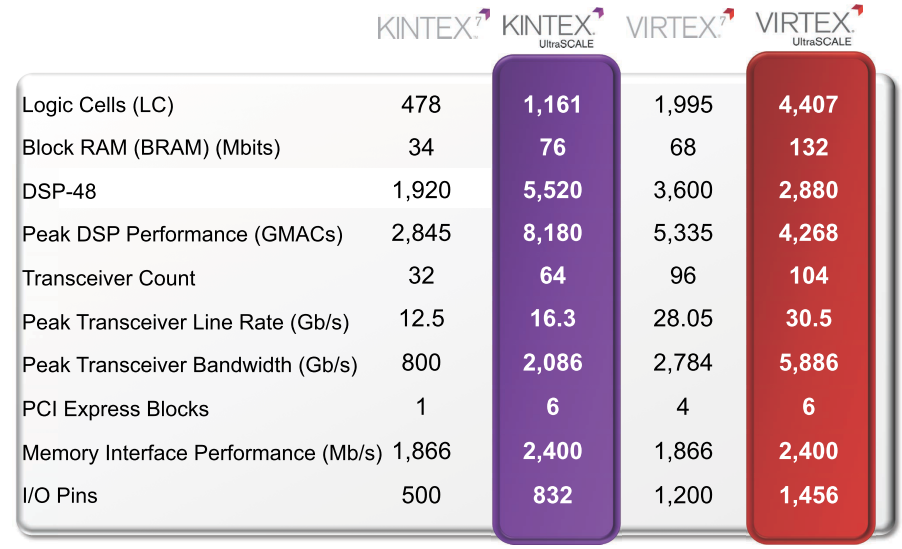 KINTEX.7 KINTEX. UltraSCALE VIRTEX.7 VIRTEX. UltraSCALE
Logic Cells (LC) 478 1,161 1,995 4,407
Block RAM (BRAM) (Mbits) 34 76 68 132
DSP-48 1,920 5,520 3,600 2,880
Peak DSP Performance (GMACs) 2,845 8,180 5,335 4,268
Transceiver Count 32 64 96 104
Peak Transceiver Line Rate (Gb/s) 12.5 16.3 28.05 30.5
Peak Transceiver Bandwidth (Gb/s) 800 2,086 2,784 5,886
PCI Express Blocks 1 6 4 6
Memory Interface Performance (Mb/s) 1,866 2,400 1,866 2,400
I/O Pins 500 832 1,200 1,456